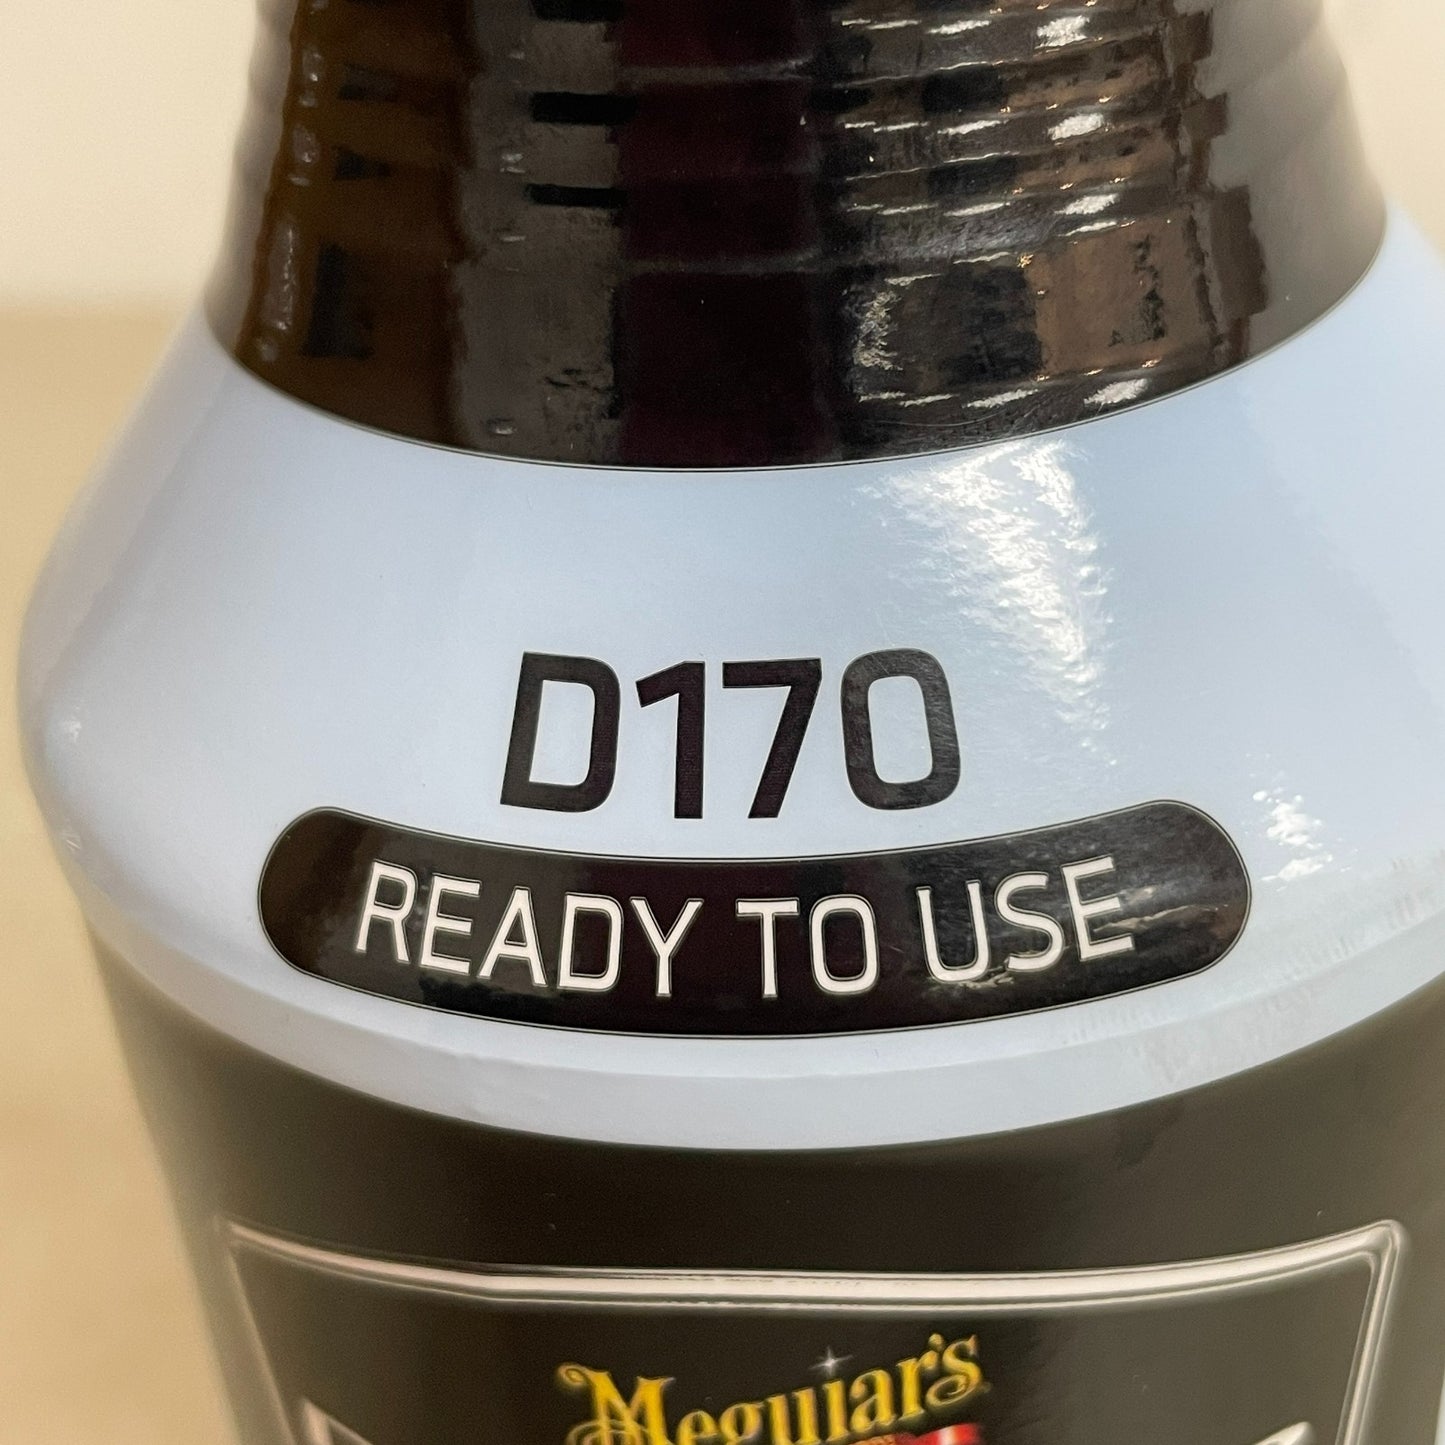 D170
READY TO USE
Meguiar's